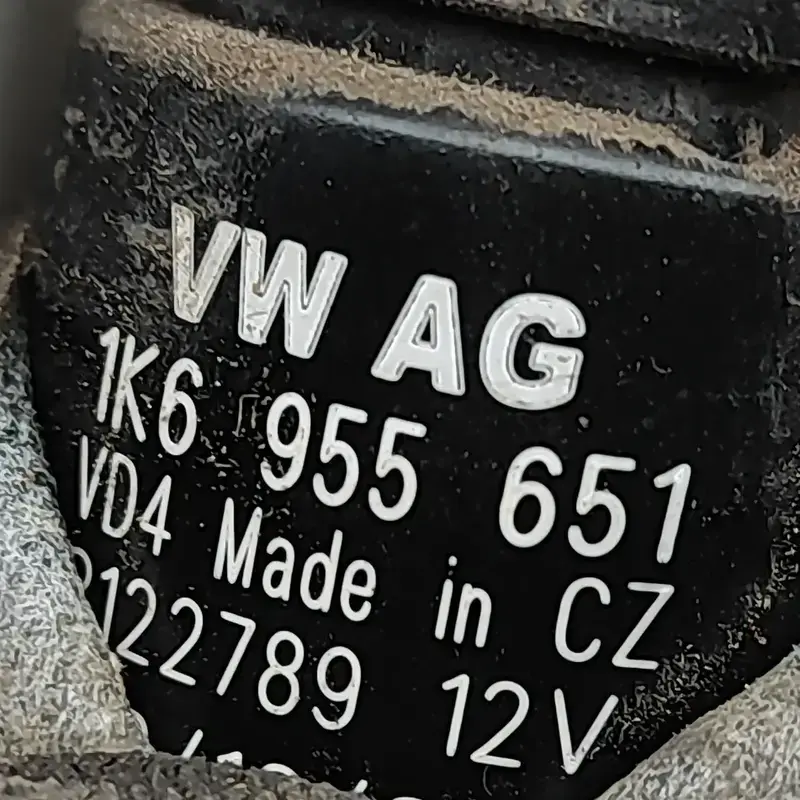 VW AG
1K6 955 651
VD4 Made in CZ
122789 12V